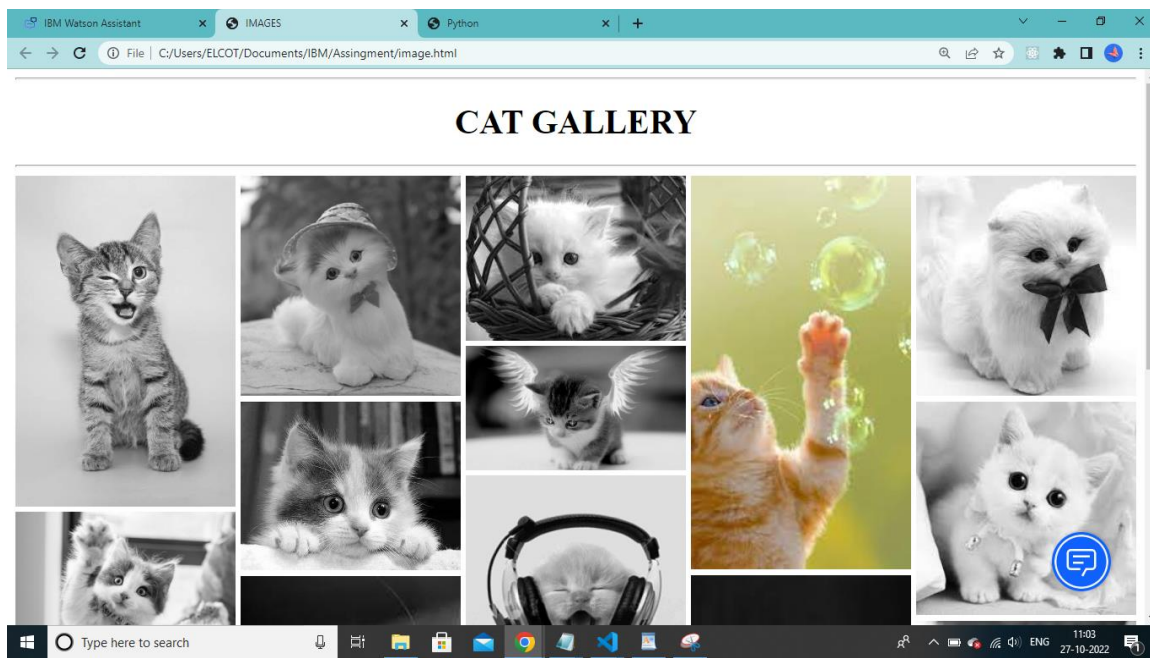 IBM Watson Assistant
IMAGES
Python
File C:/Users/ELCOT/Documents/IBM/Assingment/image.html
CAT GALLERY
Type here to search
ENG
11:03
27-10-2022
1